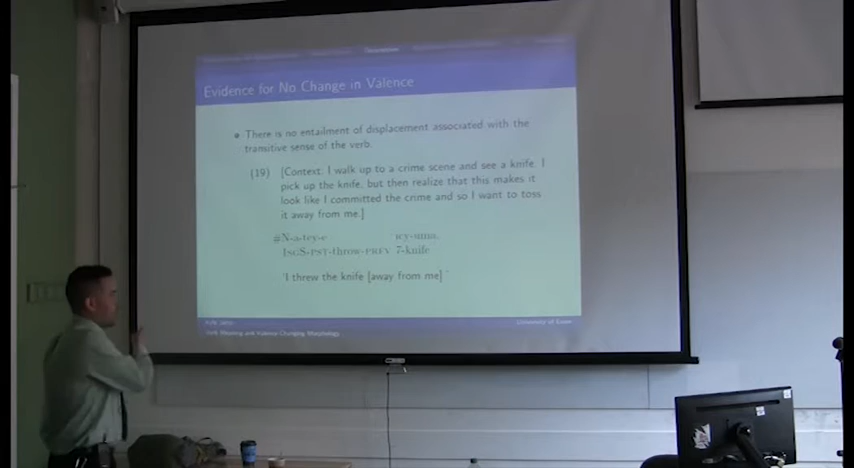 Evidence for No Change in Valence
There is no entailment of displacement associated with the
transitive sense of the verb.
(19) [Context: I walk up to a crime scene and see a knife. I
pick up the knife, but then realize that this makes it
look like I committed the crime and so I want to toss
it away from me.]
#N-a-tey-e
1SGS-PST-throw-PREV 7-knife
'I threw the knife [away from me]'
Verb Meaning and Valence-Changing Morphology
University of Essex